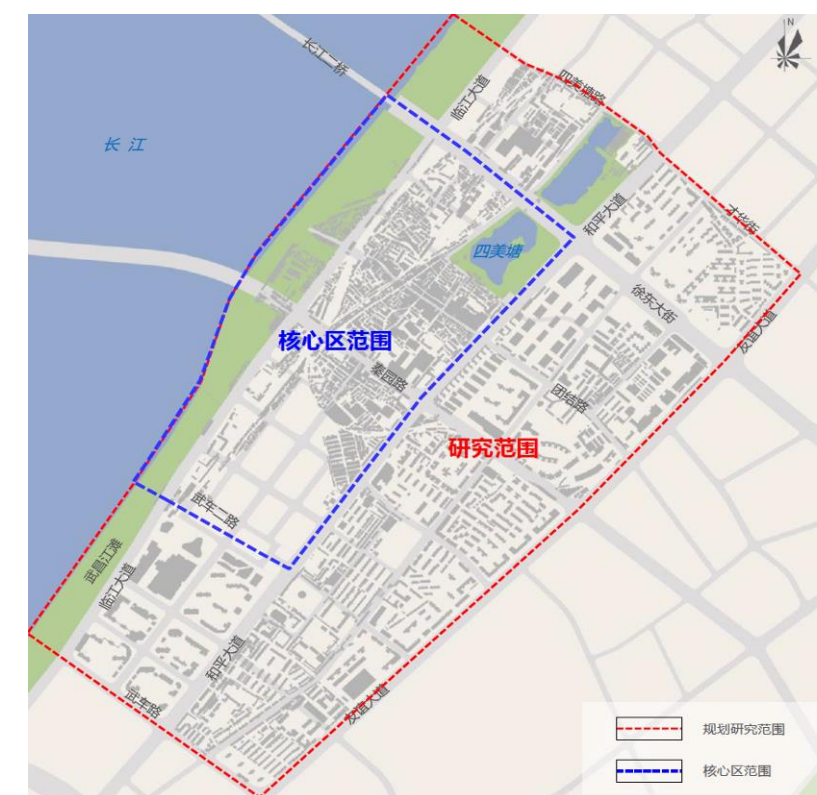 N
长江二桥
临江大道
四美塘路
长江
和平大道
才华街
四美塘
徐东大街
友谊大道
核心区范围
秦园路
团结路
研究范围
武车门路
武昌江滩
临江大道
和平大道
武车路
友谊大道
规划研究范围
核心区范围